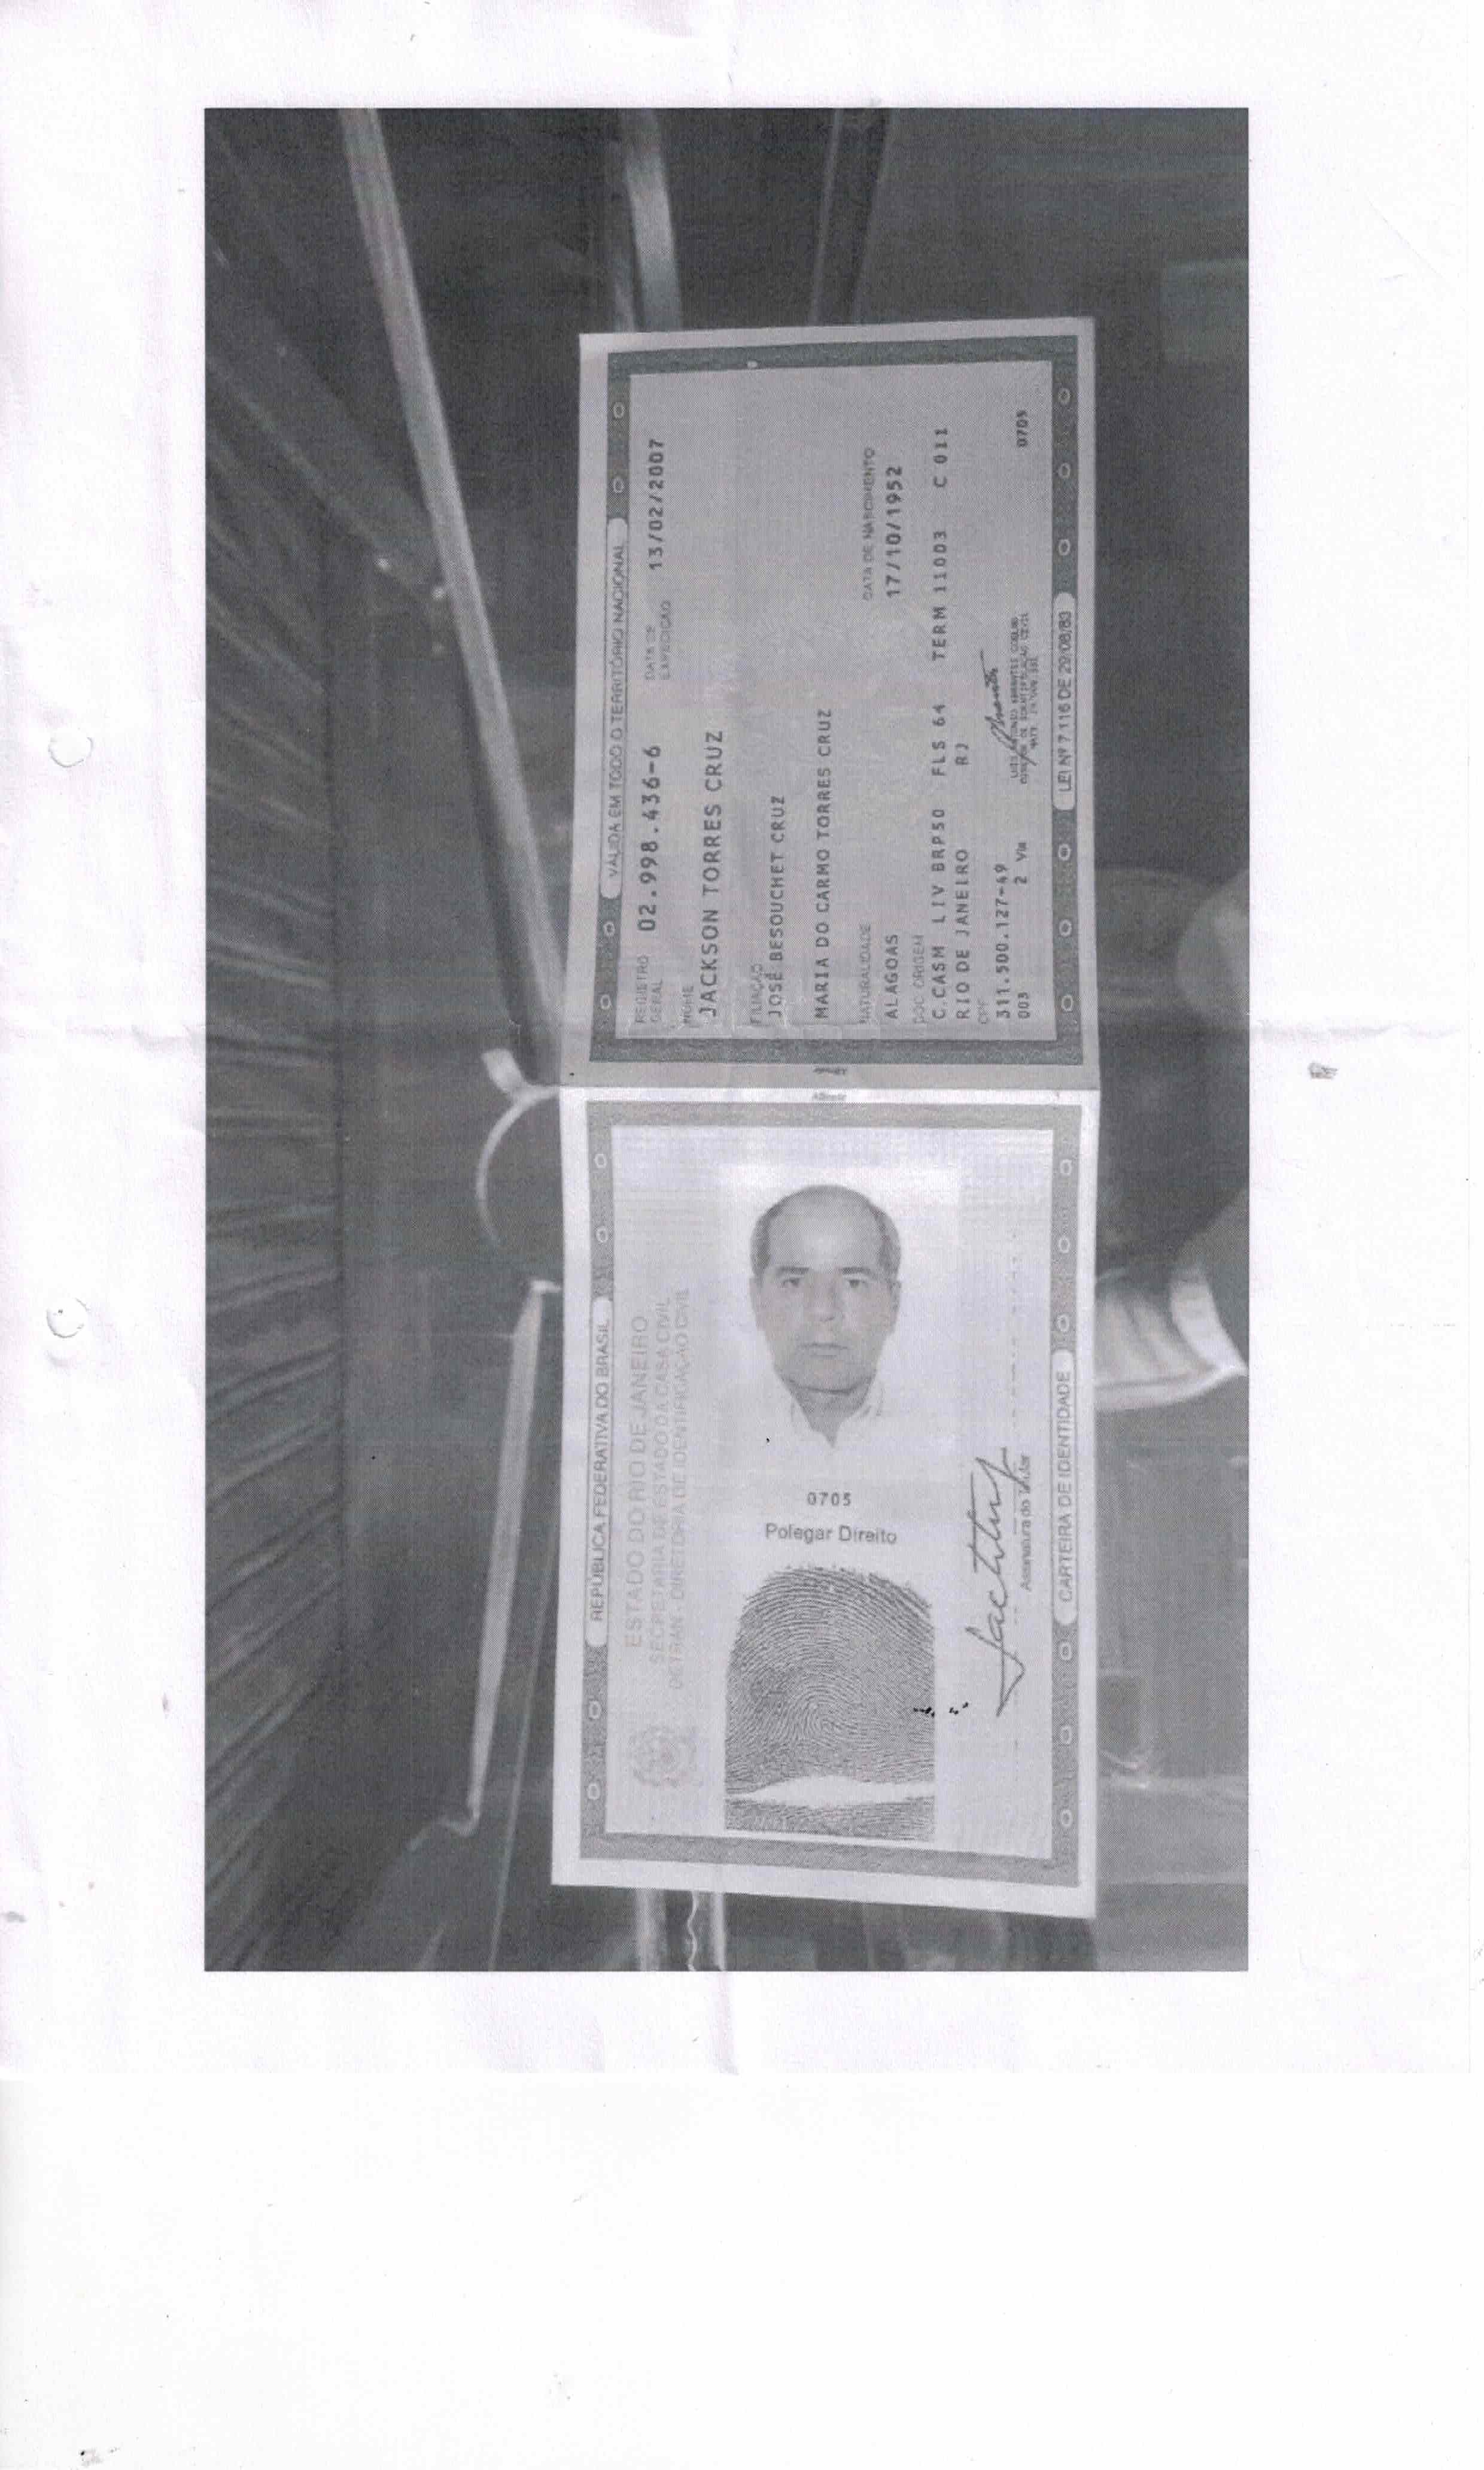 REPÚBLICA FEDERATIVA DO BRASIL
ESTADO DO RIO DE JANEIRO
SECRETARIA DE ESTADO DA CASA CIVIL
DETRAN - DIRETORIA DE IDENTIFICAÇÃO CIVIL
0705
Polegar Direito
Assinatura do Titular
CARTEIRA DE IDENTIDADE
VÁLIDA EM TODO O TERRITÓRIO NACIONAL
REGISTRO GERAL 02.998.436-6 DATA DE EXPEDIÇÃO 13/02/2007
NOME
JACKSON TORRES CRUZ
FILIAÇÃO
JOSÉ BESOUCHET CRUZ
MARIA DO CARMO TORRES CRUZ
NATURALIDADE DATA DE NASCIMENTO
ALAGOAS 17/10/1952
DOC ORIGEM
C.CASM LIV BRP50 FLS 64 TERM 11003 C 011
RIO DE JANEIRO RJ
CPF
311.500.127-49
003 2 Via 0705
LEI Nº 7.116 DE 29/08/83